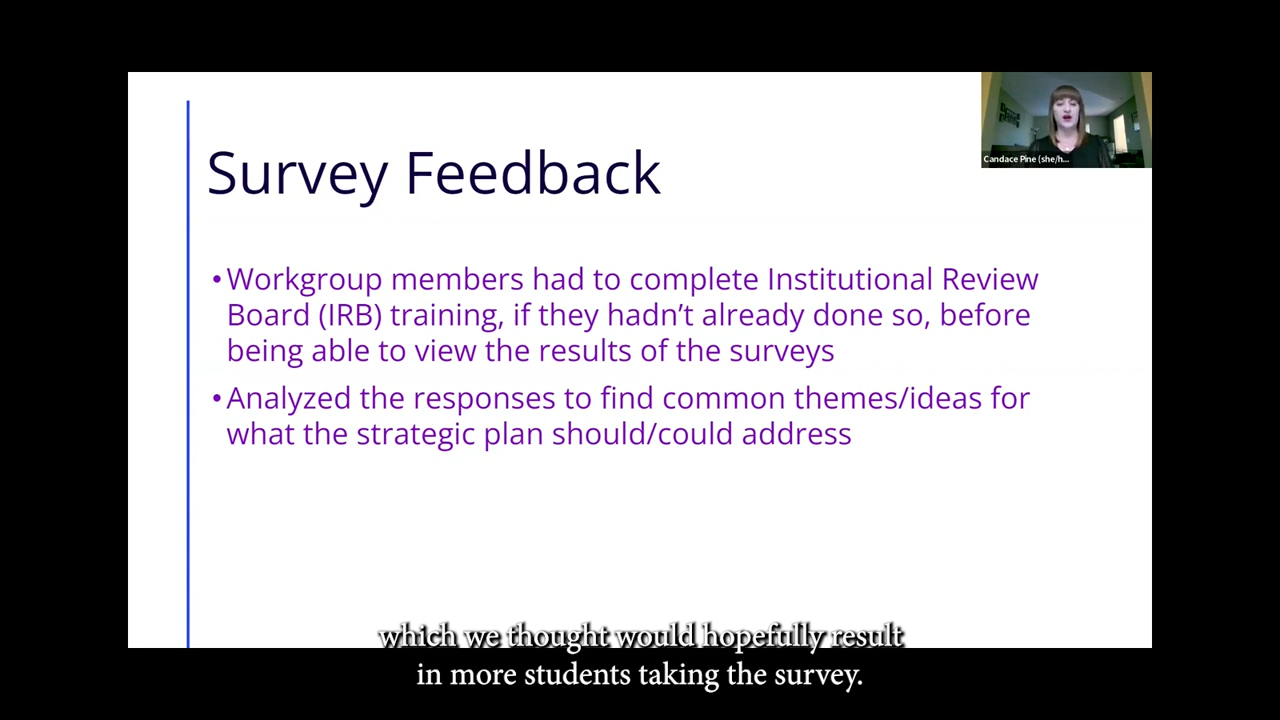 Candace Pine (she/h...
Survey Feedback
•Workgroup members had to complete Institutional Review
Board (IRB) training, if they hadn’t already done so, before
being able to view the results of the surveys
•Analyzed the responses to find common themes/ideas for
what the strategic plan should/could address
which we thought would hopefully result
in more students taking the survey.